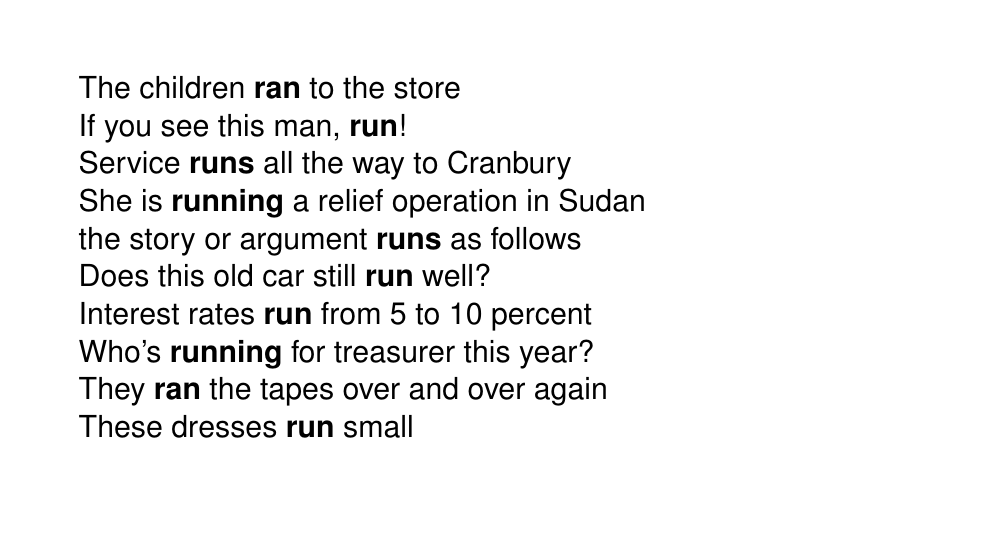 The children ran to the store
If you see this man, run!
Service runs all the way to Cranbury
She is running a relief operation in Sudan
the story or argument runs as follows
Does this old car still run well?
Interest rates run from 5 to 10 percent
Who’s running for treasurer this year?
They ran the tapes over and over again
These dresses run small